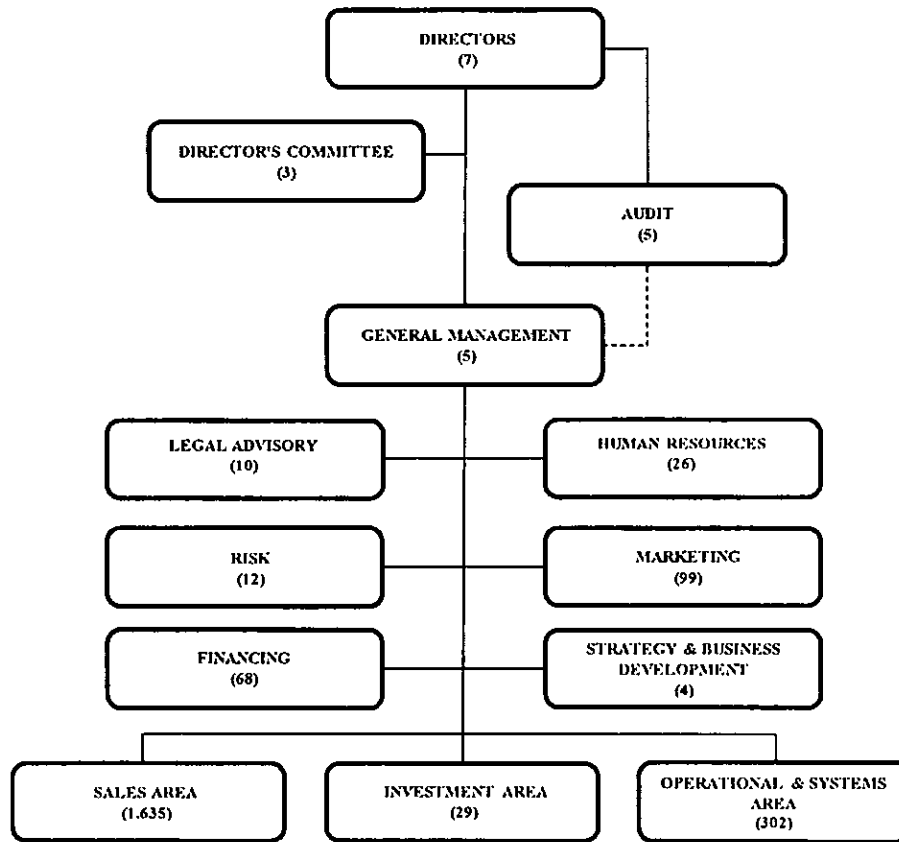 DIRECTORS
(7)
DIRECTOR'S COMMITTEE
(3)
AUDIT
(5)
GENERAL MANAGEMENT
(5)
LEGAL ADVISORY
(10)
HUMAN RESOURCES
(26)
RISK
(12)
MARKETING
(99)
FINANCING
(68)
STRATEGY & BUSINESS
DEVELOPMENT
(4)
SALES AREA
(1.635)
INVESTMENT AREA
(29)
OPERATIONAL & SYSTEMS
AREA
(302)